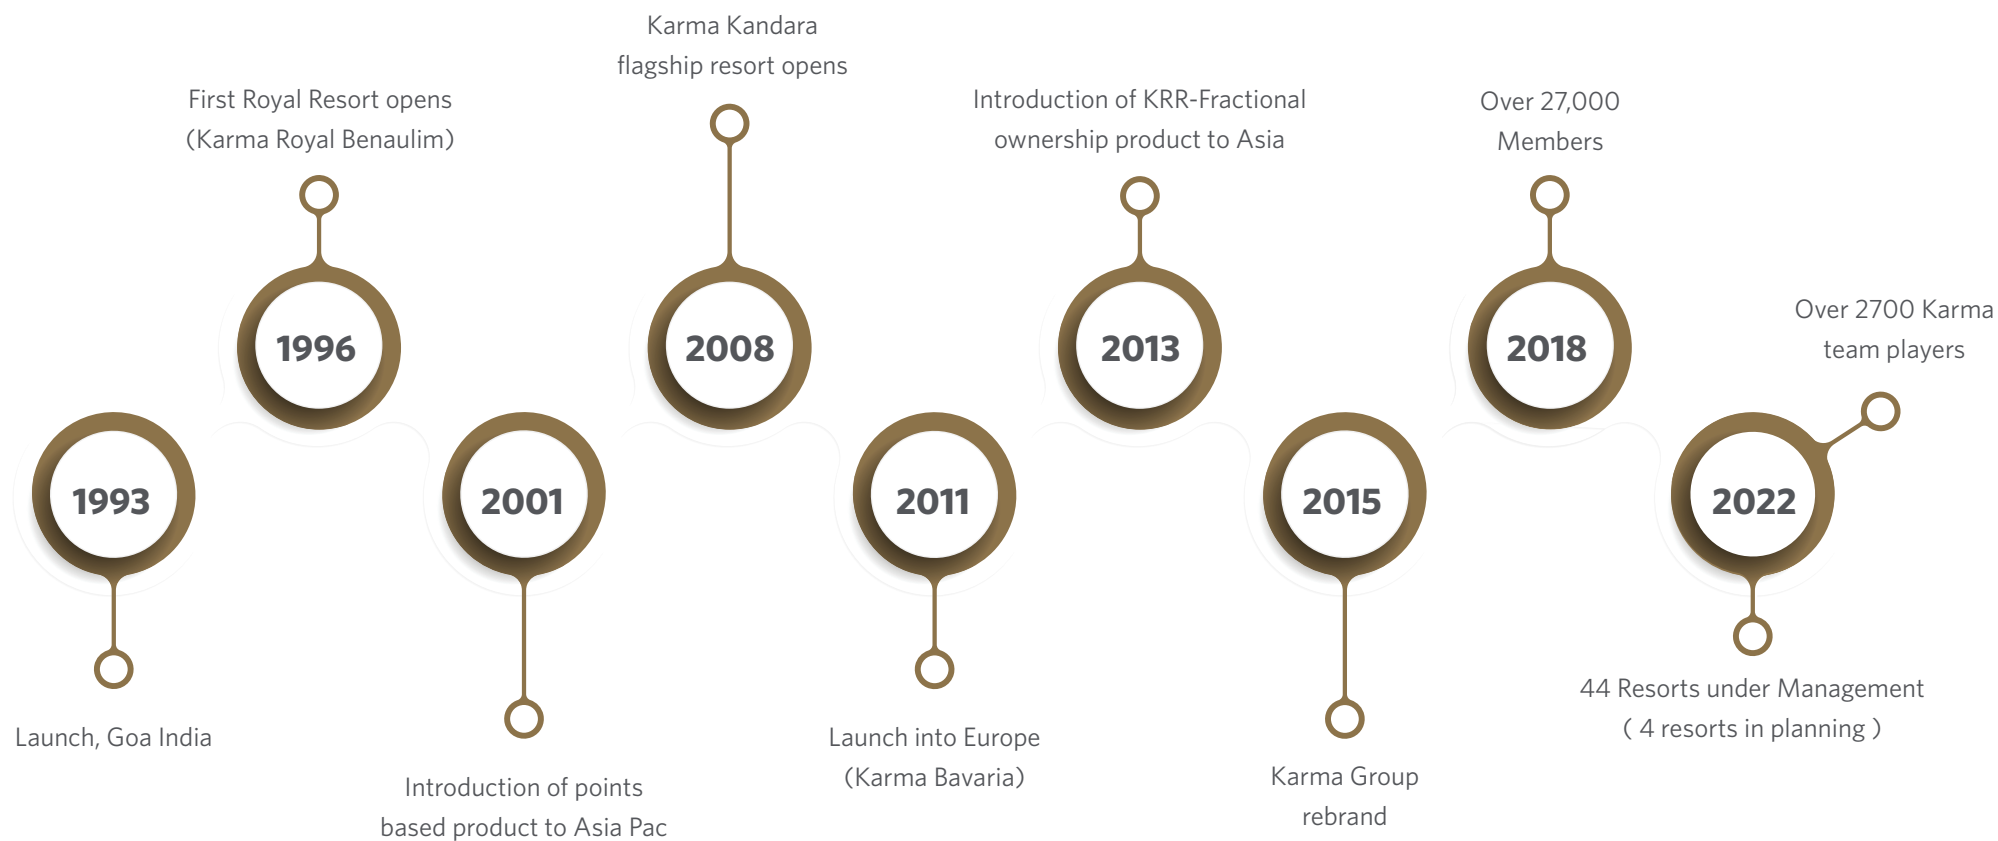 1993
Launch, Goa India
First Royal Resort opens
(Karma Royal Benaulim)
1996
2001
Introduction of points
based product to Asia Pac
Karma Kandara
flagship resort opens
2008
2011
Launch into Europe
(Karma Bavaria)
Introduction of KRR-Fractional
ownership product to Asia
2013
2015
Karma Group
rebrand
Over 27,000
Members
2018
Over 2700 Karma
team players
2022
44 Resorts under Management
( 4 resorts in planning )